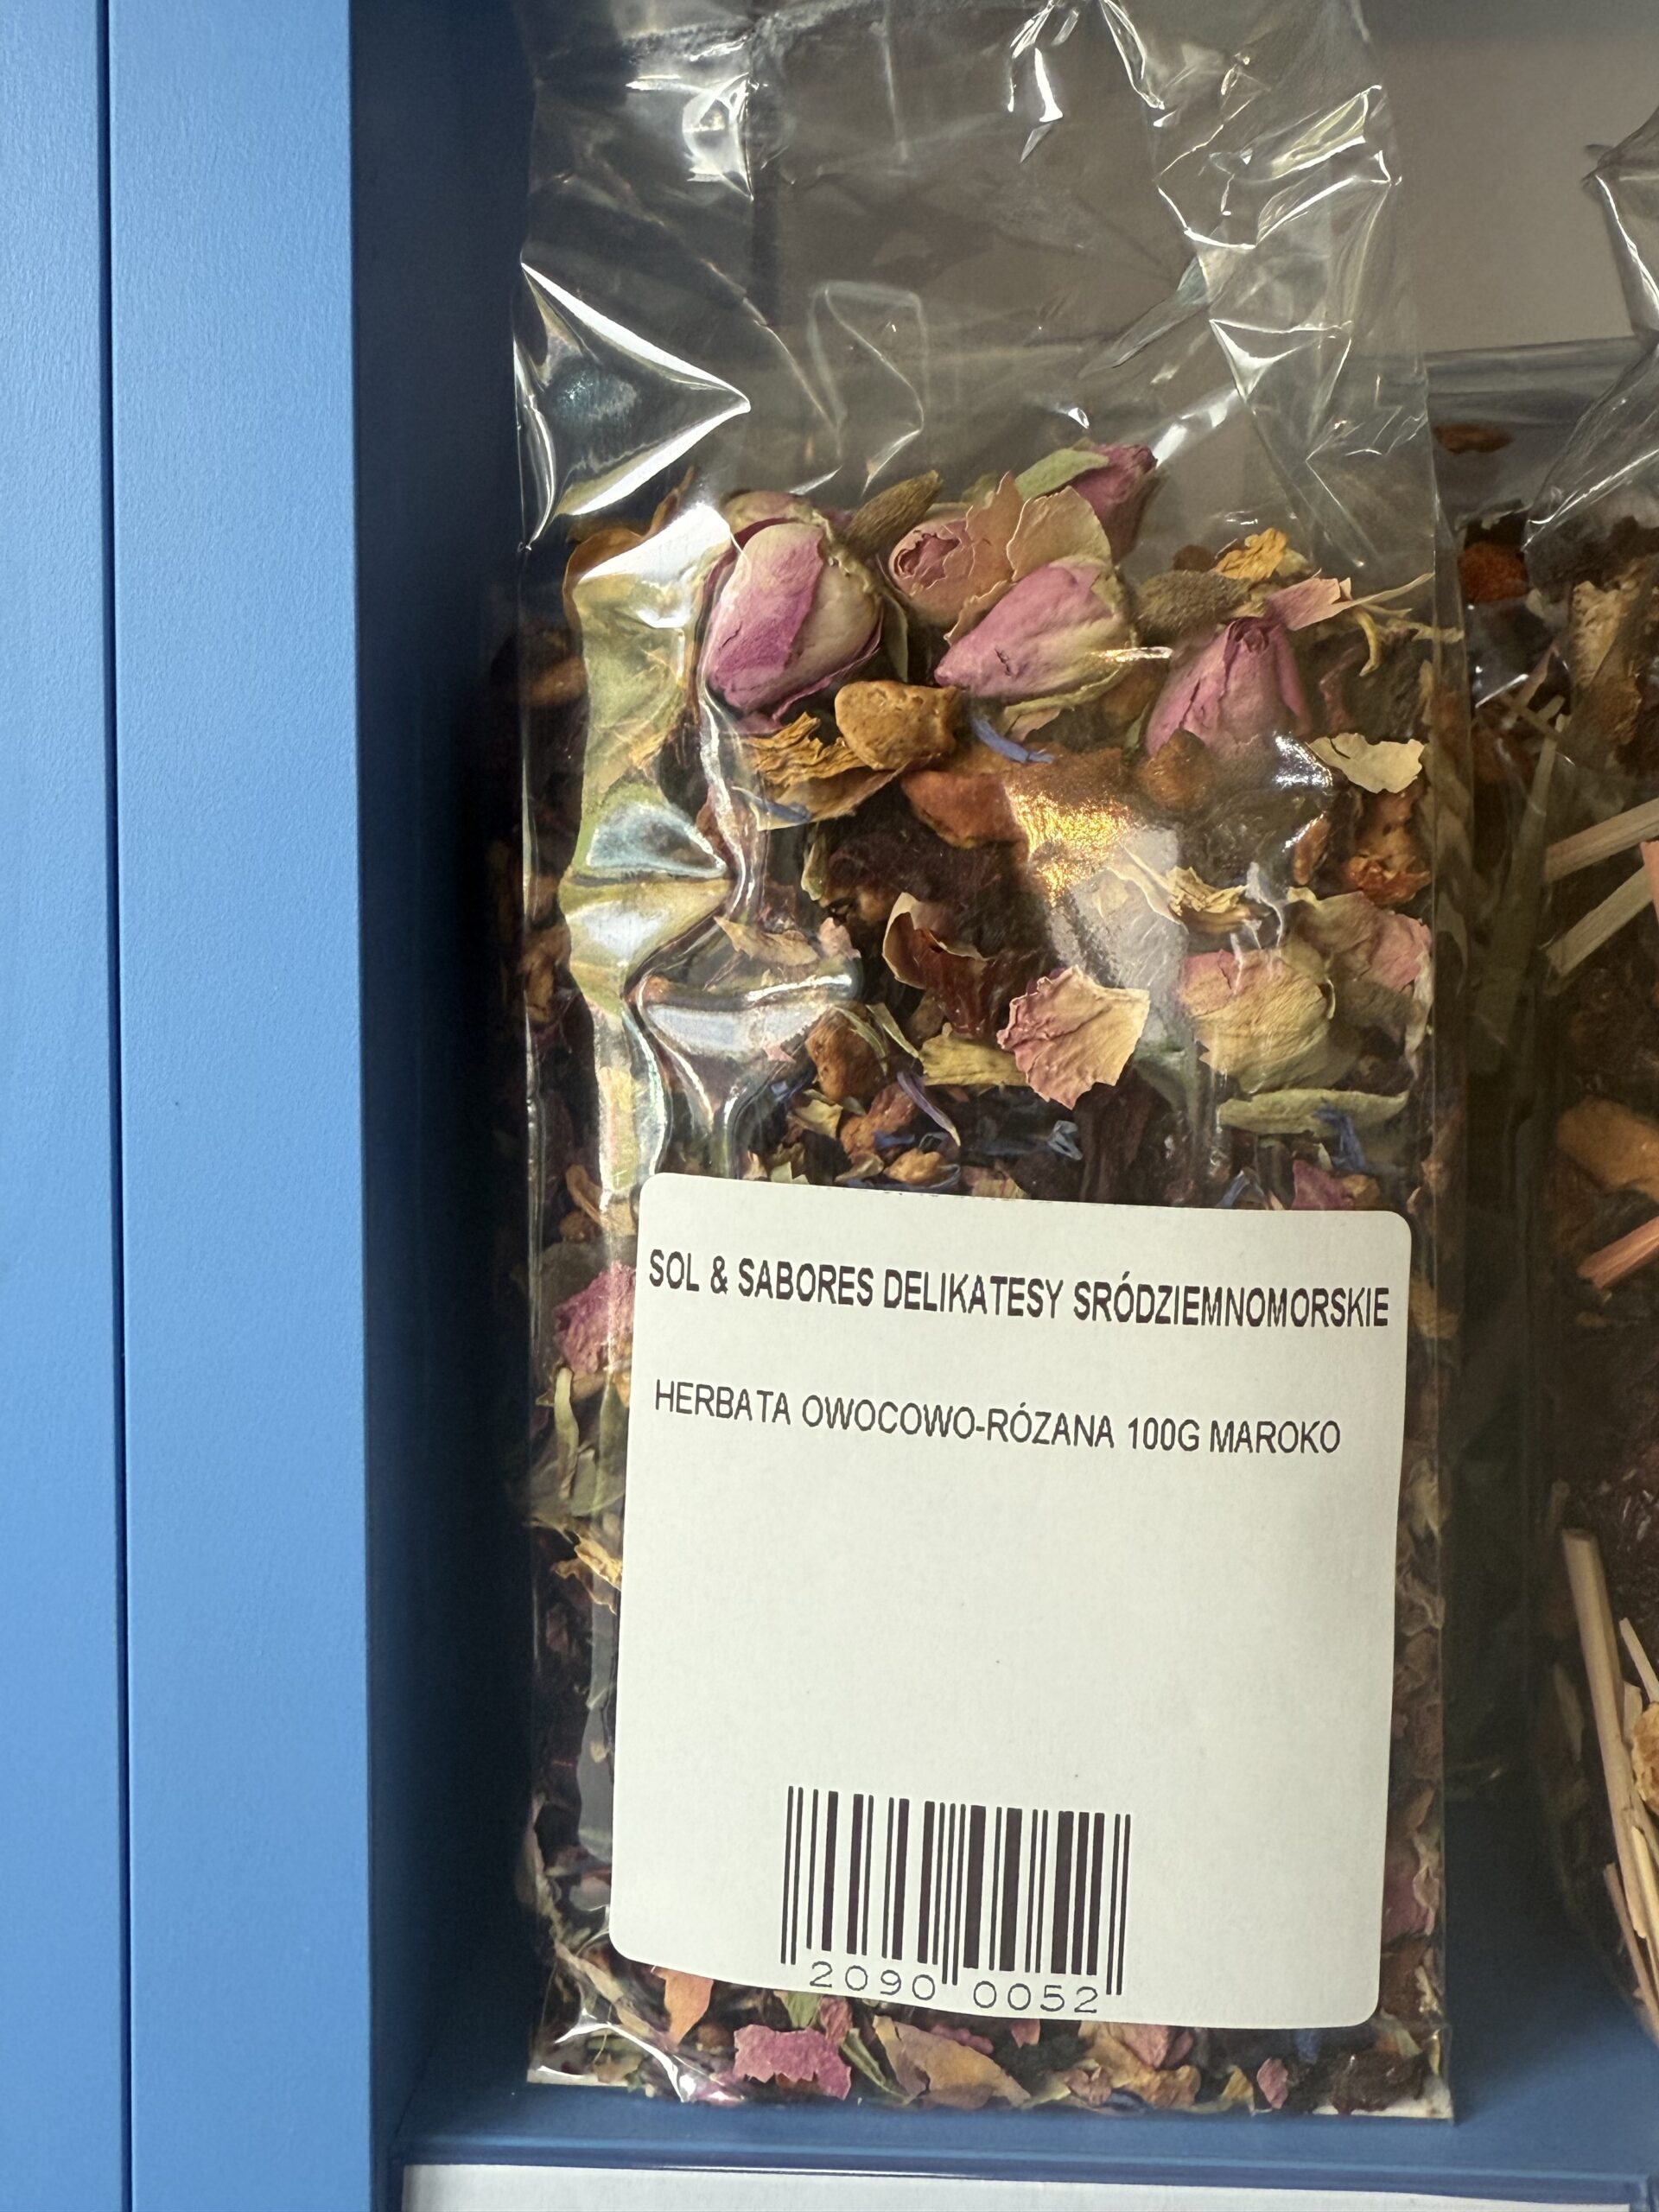 SOL & SABORES DELIKATESY SRÓDZIEMNOMORSKIE
HERBATA OWOCOWO-RÓZANA 100G MAROKO
2090 0052